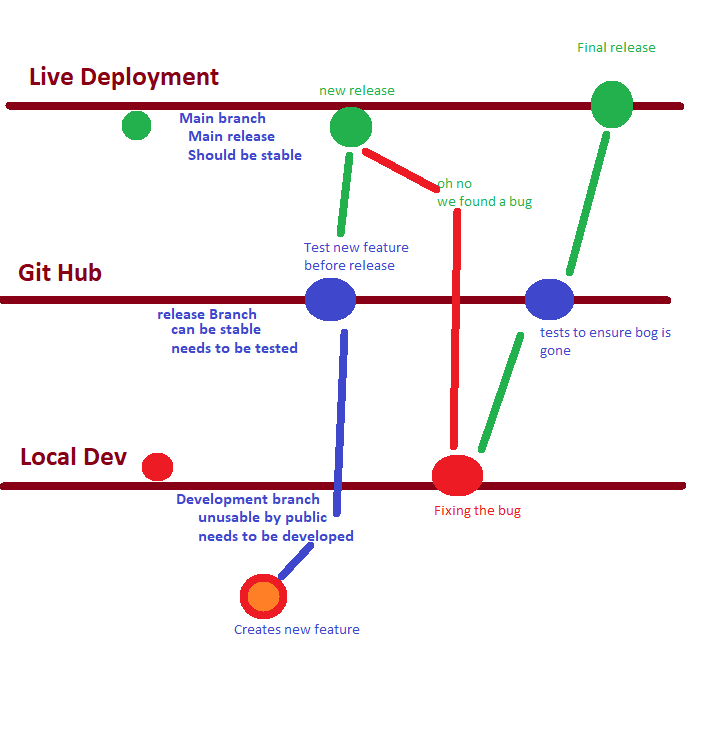 Final release
Live Deployment
new release
Main branch
Main release
Should be stable
oh no
we found a bug
Test new feature
before release
Git Hub
release Branch
can be stable
needs to be tested
tests to ensure bog is
gone
Local Dev
Development branch
unusable by public
needs to be developed
Fixing the bug
Creates new feature